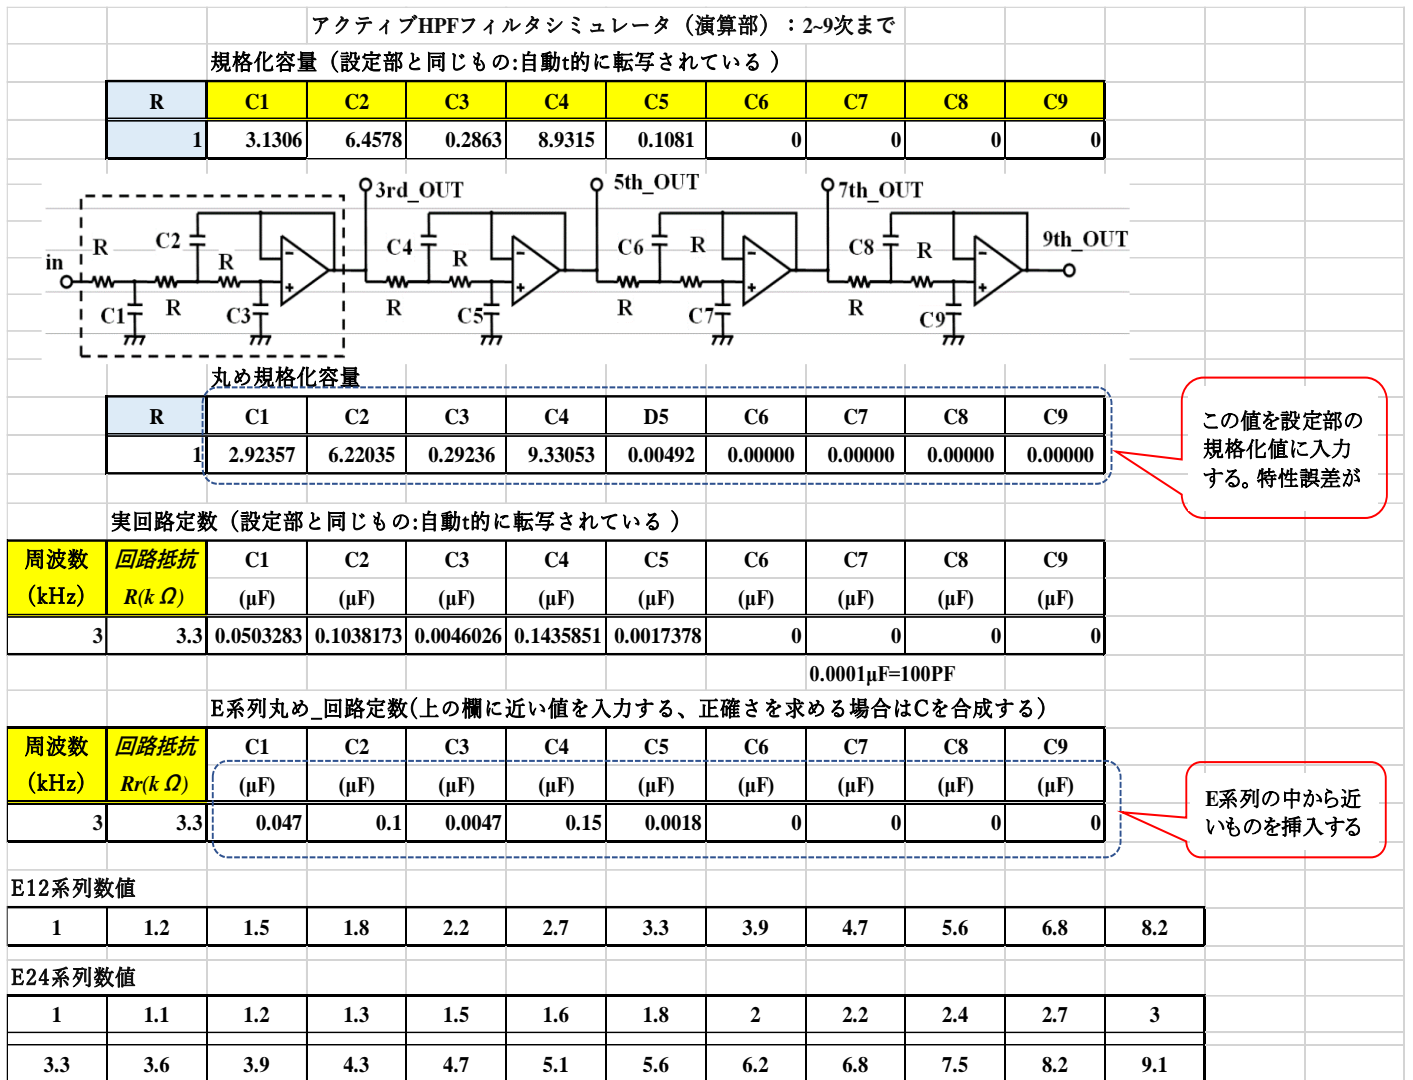 アクティブHPFフィルタシミュレータ（演算部）：2~9次まで
規格化容量（設定部と同じもの:自動t的に転写されている ）
R C1 C2 C3 C4 C5 C6 C7 C8 C9
1 3.1306 6.4578 0.2863 8.9315 0.1081 0 0 0 0
3rd_OUT 5th_OUT 7th_OUT
R C2 R C4 R C6 R C8 R 9th_OUT
in
C1 R C3 R C5 R C7 R C9
丸め規格化容量
R C1 C2 C3 C4 D5 C6 C7 C8 C9
1 2.92357 6.22035 0.29236 9.33053 0.00492 0.00000 0.00000 0.00000 0.00000
この値を設定部の
規格化値に入力
する。特性誤差が
実回路定数（設定部と同じもの:自動t的に転写されている ）
周波数 回路抵抗 C1 C2 C3 C4 C5 C6 C7 C8 C9
(kHz) R(kΩ) (μF) (μF) (μF) (μF) (μF) (μF) (μF) (μF) (μF)
3 3.3 0.0503283 0.1038173 0.0046026 0.1435851 0.0017378 0 0 0 0
0.0001μF=100PF
E系列丸め_回路定数(上の欄に近い値を入力する、正確さを求める場合はCを合成する)
周波数 回路抵抗 C1 C2 C3 C4 C5 C6 C7 C8 C9
(kHz) Rr(kΩ) (μF) (μF) (μF) (μF) (μF) (μF) (μF) (μF) (μF)
3 3.3 0.047 0.1 0.0047 0.15 0.0018 0 0 0 0
E系列の中から近
いものを挿入する
E12系列数値
1 1.2 1.5 1.8 2.2 2.7 3.3 3.9 4.7 5.6 6.8 8.2
E24系列数値
1 1.1 1.2 1.3 1.5 1.6 1.8 2 2.2 2.4 2.7 3
3.3 3.6 3.9 4.3 4.7 5.1 5.6 6.2 6.8 7.5 8.2 9.1